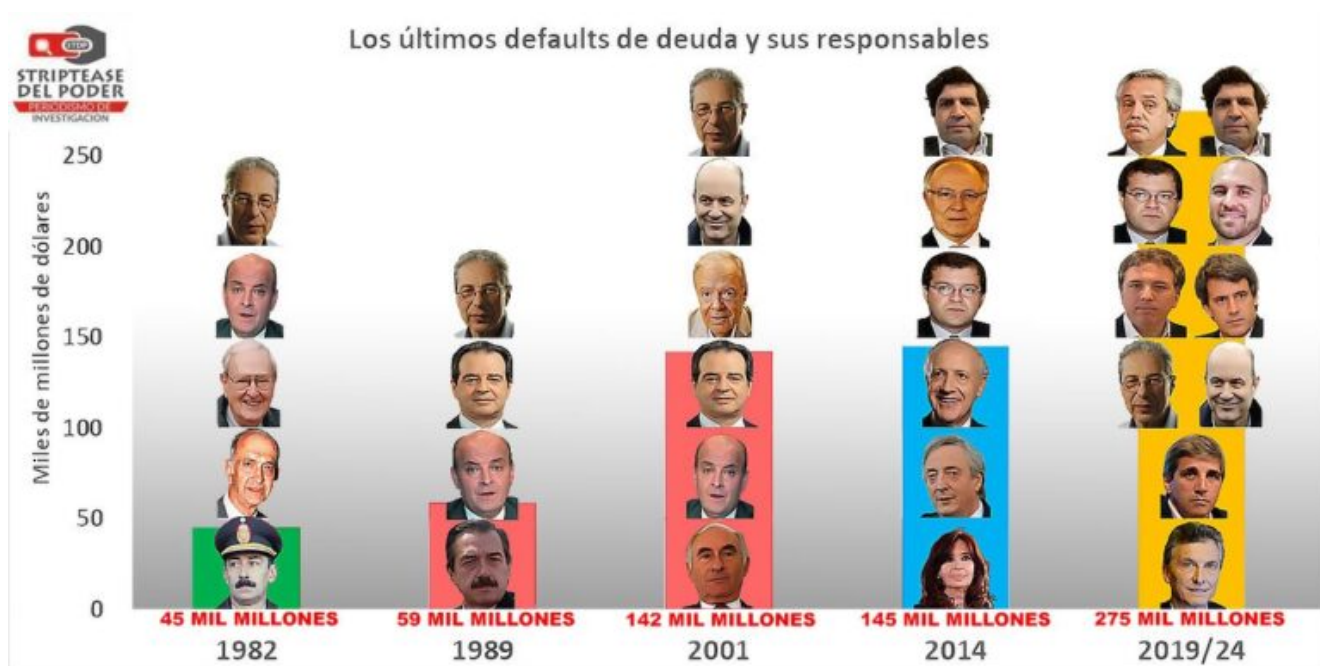 STDP
STRIPTEASE
DEL PODER
PERIODISMO DE
INVESTIGACION
Los últimos defaults de deuda y sus responsables
Miles de millones de dólares
250
200
150
100
50
0
45 MIL MILLONES
59 MIL MILLONES
142 MIL MILLONES
145 MIL MILLONES
275 MIL MILLONES
1982
1989
2001
2014
2019/24